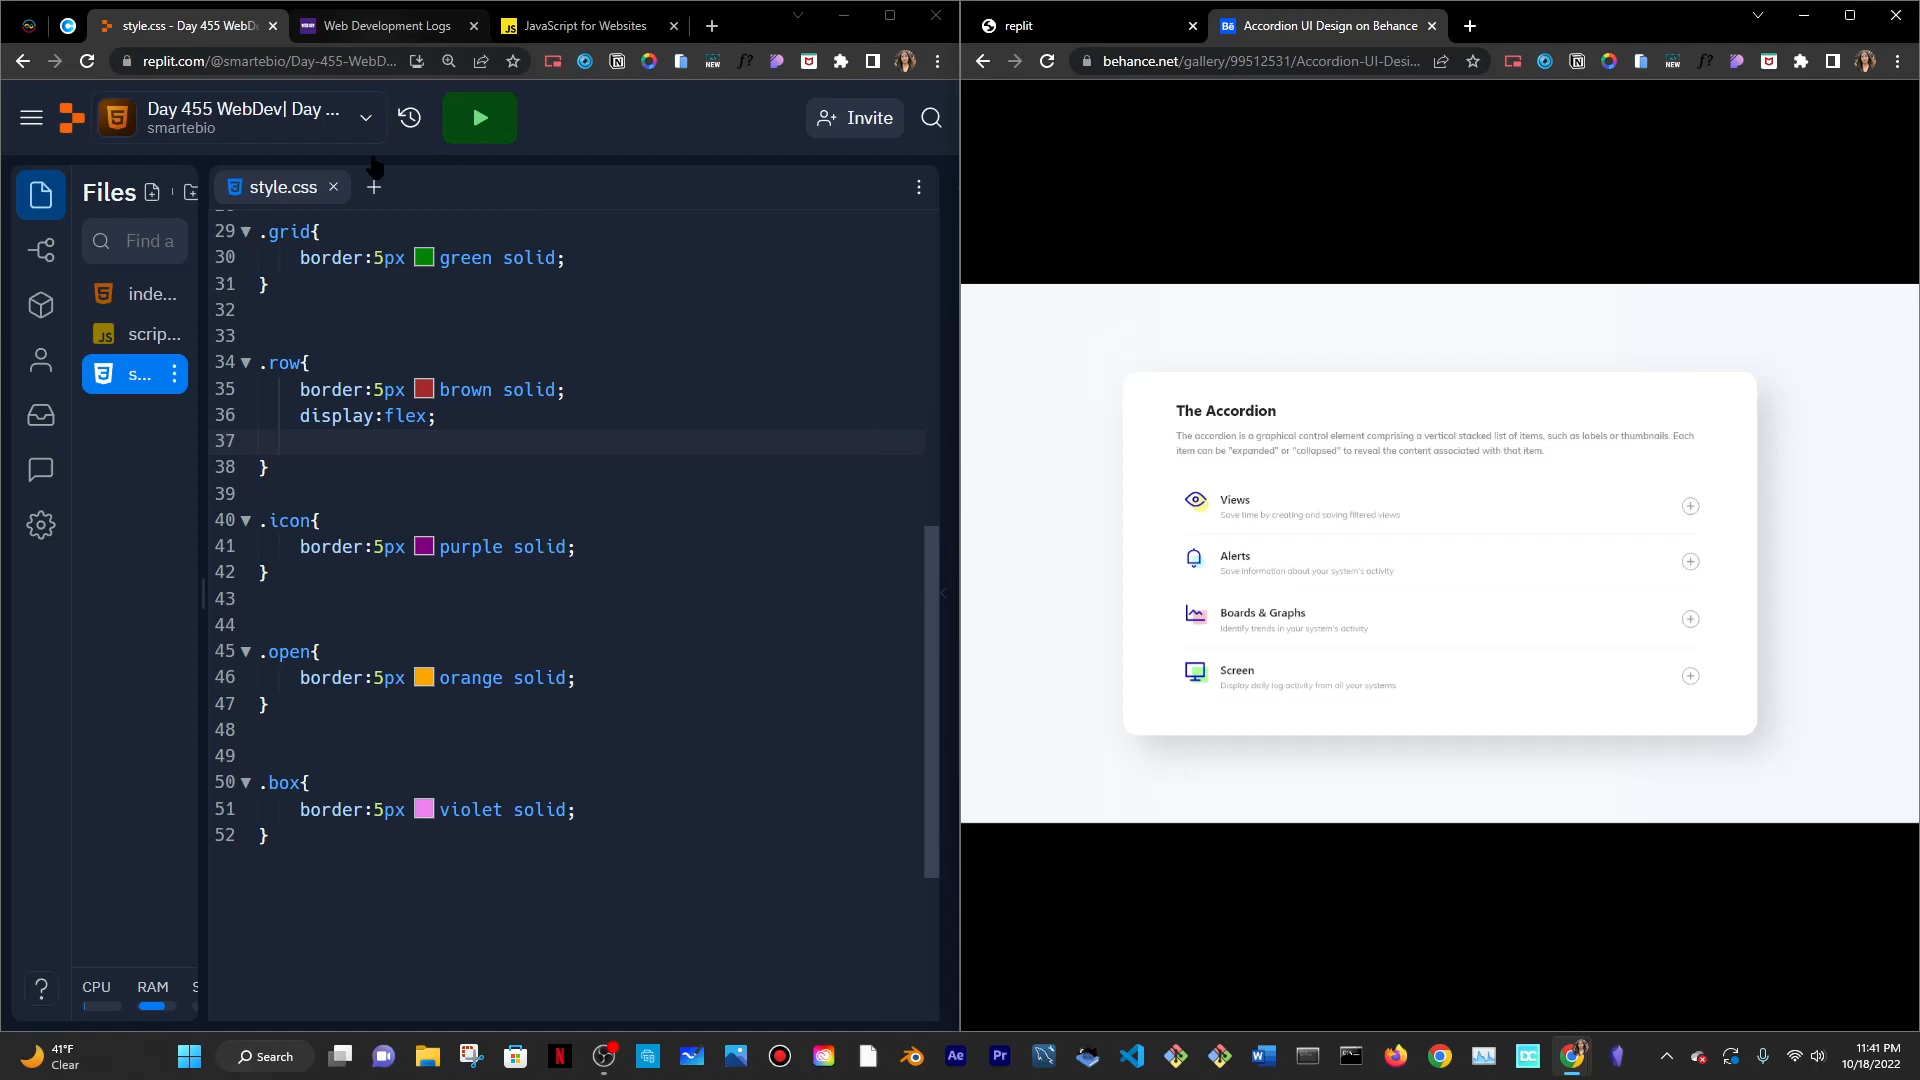 style.css - Day 455 WebDe
Web Development Logs
JavaScript for Websites
replit.com/@smartebio/Day-455-WebD...
Day 455 WebDev| Day ...
smartebio
Invite
Files
Find a
inde...
scrip...
s...
CPU
RAM
style.css
29 .grid{
30 border:5px green solid;
31 }
32
33
34 .row{
35 border:5px brown solid;
36 display:flex;
37
38 }
39
40 .icon{
41 border:5px purple solid;
42 }
43
44
45 .open{
46 border:5px orange solid;
47 }
48
49
50 .box{
51 border:5px violet solid;
52 }
replit
Accordion UI Design on Behance
behance.net/gallery/99512531/Accordion-UI-Desi...
The Accordion
The accordion is a graphical control element comprising a vertical stacked list of items, such as labels or thumbnails. Each
item can be "expanded" or "collapsed" to reveal the content associated with that item.
Views
Save time by creating and saving filtered views
Alerts
Save information about your system's activity
Boards & Graphs
Identify trends in your system's activity
Screen
Display daily log activity from all your systems
41°F
Clear
Search
11:41 PM
10/18/2022